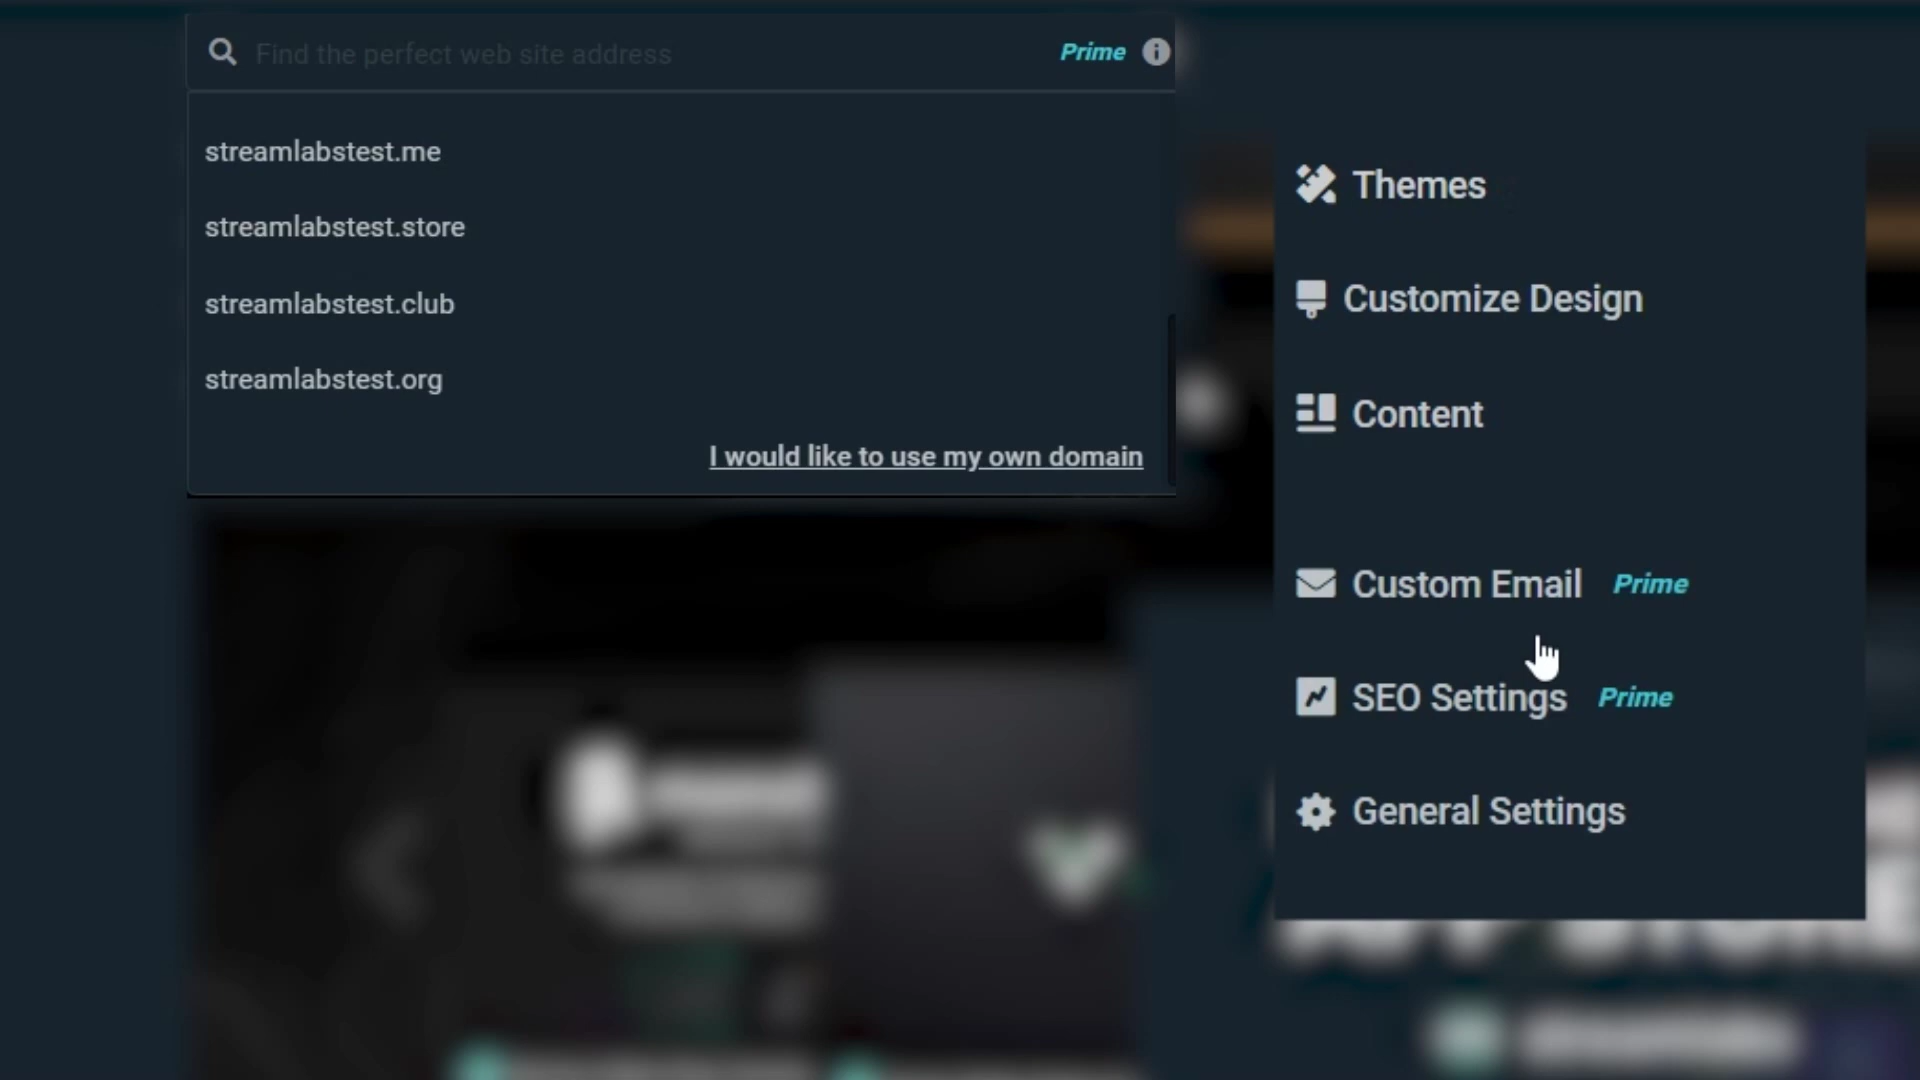 Find the perfect web site address
Prime
streamlabstest.me
streamlabstest.store
streamlabstest.club
streamlabstest.org
I would like to use my own domain
Themes
Customize Design
Content
Custom Email Prime
SEO Settings Prime
General Settings